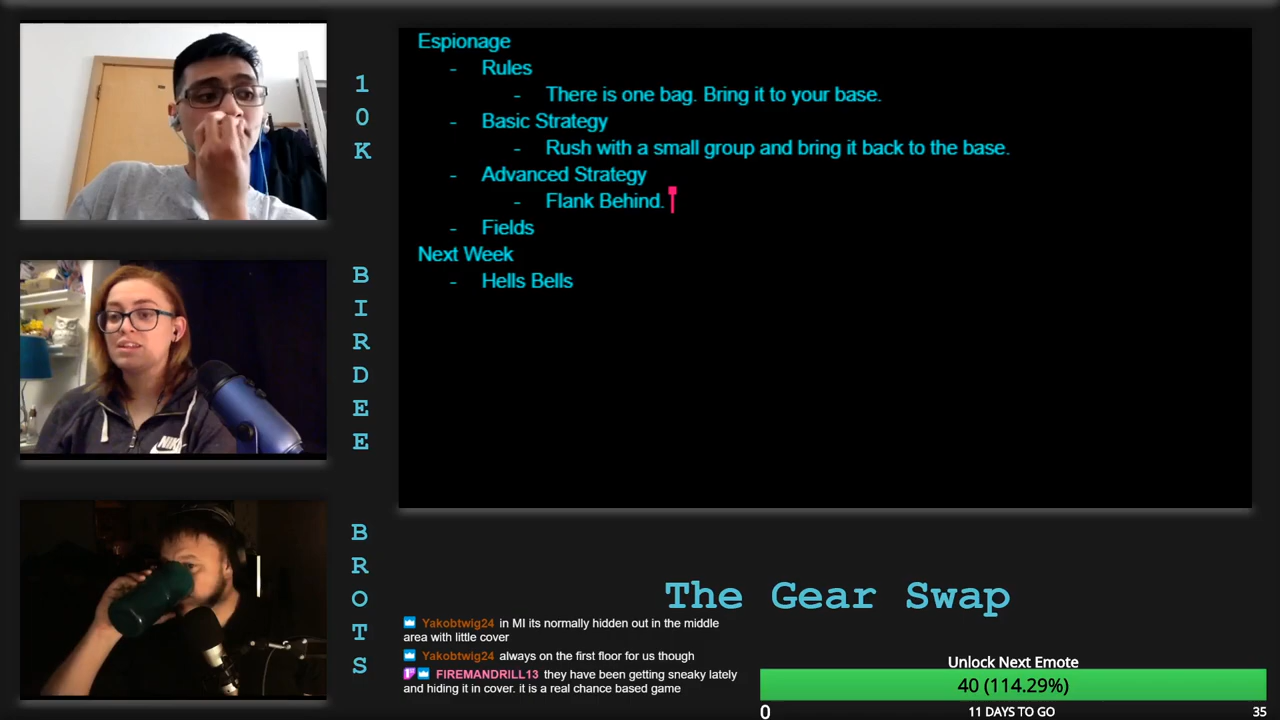 10K
BIRDEE
BROTS
Espionage
- Rules
- There is one bag. Bring it to your base.
- Basic Strategy
- Rush with a small group and bring it back to the base.
- Advanced Strategy
- Flank Behind.
- Fields
Next Week
- Hells Bells
NIKE
The Gear Swap
Yakobtwig24 in MI its normally hidden out in the middle
area with little cover
Yakobtwig24 always on the first floor for us though
FIREMANDRILL13 they have been getting sneaky lately
and hiding it in cover. it is a real chance based game
Unlock Next Emote
40 (114.29%)
0
11 DAYS TO GO
35